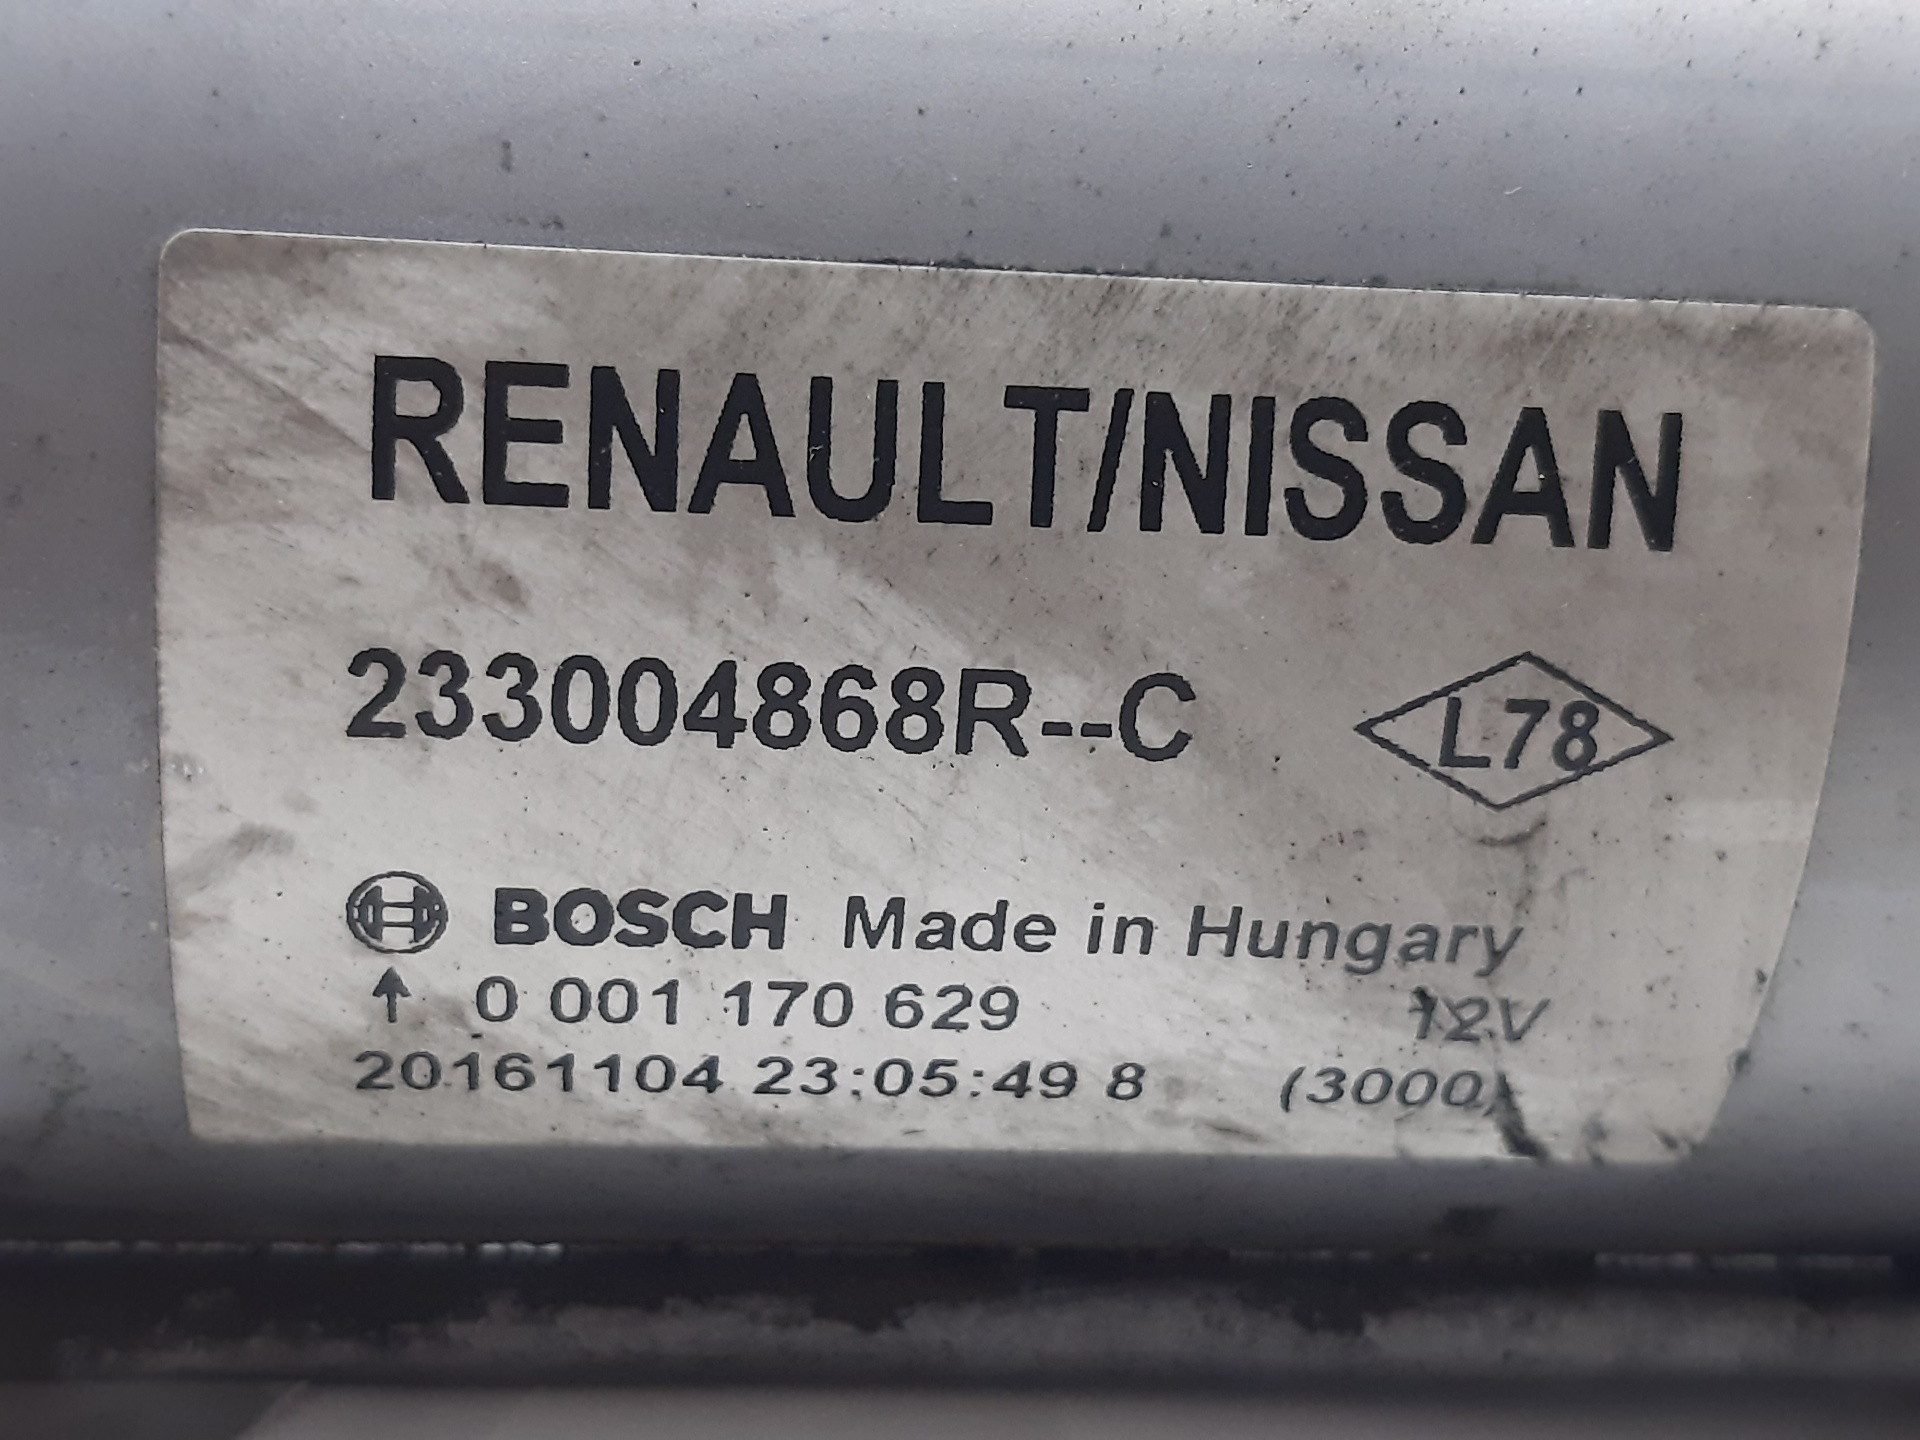 RENAULT/NISSAN
233004868R--C
L78
BOSCH Made in Hungary
↑ 0 001 170 629 12V
20161104 23:05:49 8 (3000)